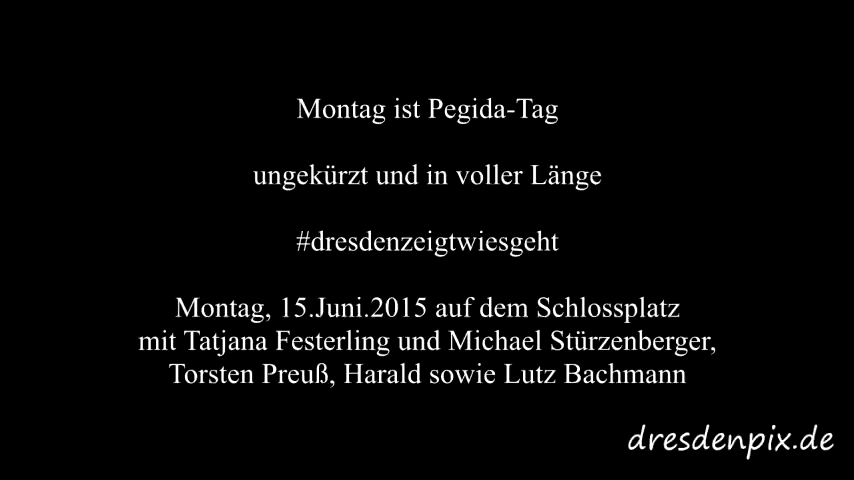 Montag ist Pegida-Tag
ungekürzt und in voller Länge
#dresdenzeigtwiesgeht
Montag, 15.Juni.2015 auf dem Schlossplatz
mit Tatjana Festerling und Michael Stürzenberger,
Torsten Preuß, Harald sowie Lutz Bachmann
dresdenpix.de